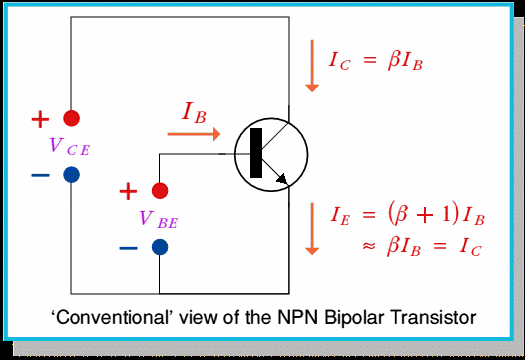 I_C = βI_B
I_B
+
V_CE
−
+
V_BE
−
I_E = (β + 1)I_B
≈ βI_B = I_C
‘Conventional’ view of the NPN Bipolar Transistor